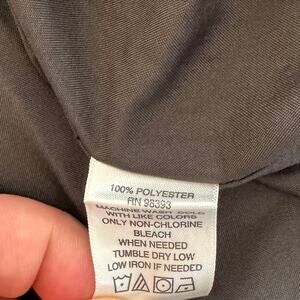 100% POLYESTER
RN 98393
MACHINE WASH COLD
WITH LIKE COLORS
ONLY NON-CHLORINE
BLEACH
WHEN NEEDED
TUMBLE DRY LOW
LOW IRON IF NEEDED